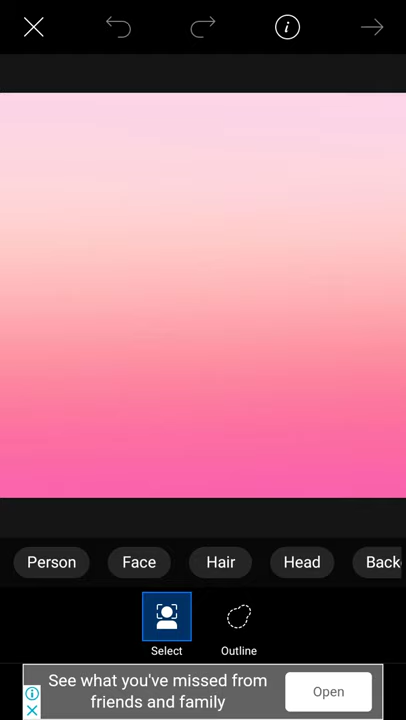 Person Face Hair Head Back
Select Outline
See what you've missed from
friends and family
Open